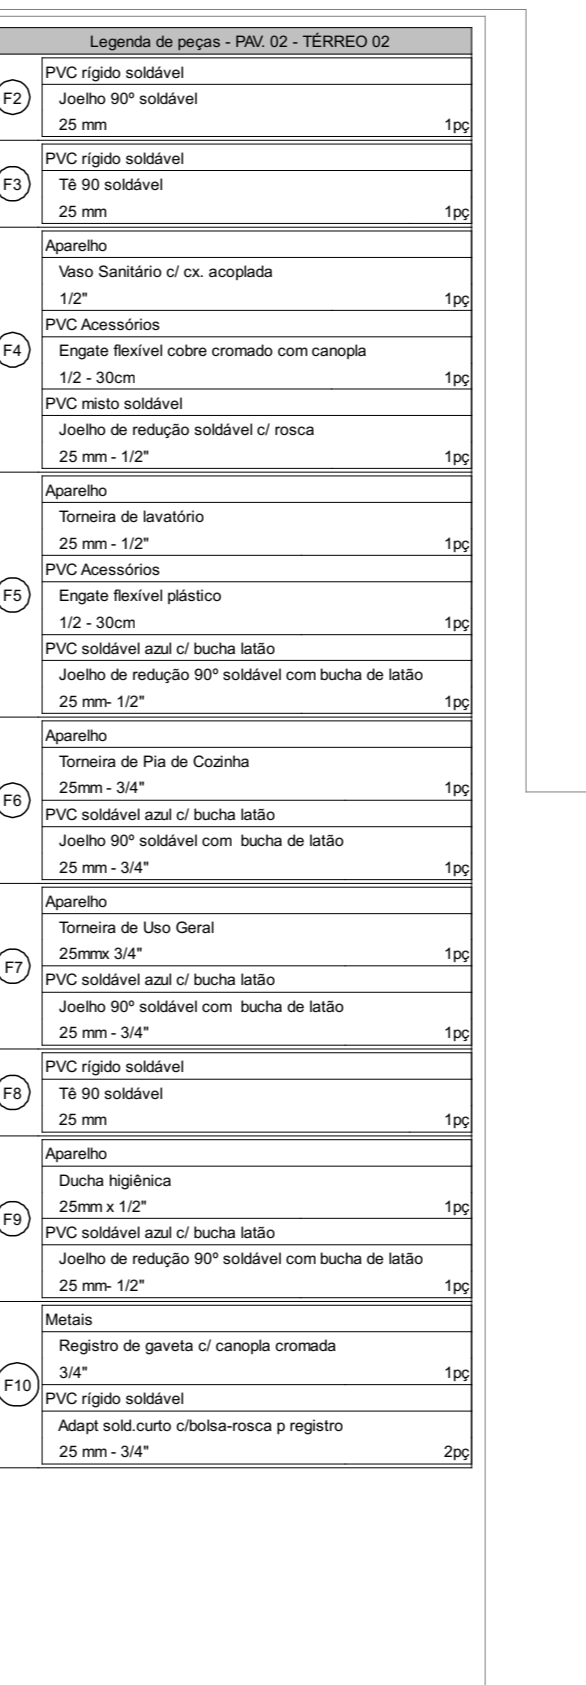 Legenda de peças - PAV. 02 - TÉRREO 02
F2
PVC rígido soldável
Joelho 90º soldável
25 mm 1pç
F3
PVC rígido soldável
Tê 90 soldável
25 mm 1pç
F4
Aparelho
Vaso Sanitário c/ cx. acoplada
1/2" 1pç
PVC Acessórios
Engate flexível cobre cromado com canopla
1/2 - 30cm 1pç
PVC misto soldável
Joelho de redução soldável c/ rosca
25 mm - 1/2" 1pç
F5
Aparelho
Torneira de lavatório
25 mm - 1/2" 1pç
PVC Acessórios
Engate flexível plástico
1/2 - 30cm 1pç
PVC soldável azul c/ bucha latão
Joelho de redução 90º soldável com bucha de latão
25 mm- 1/2" 1pç
F6
Aparelho
Torneira de Pia de Cozinha
25mm - 3/4" 1pç
PVC soldável azul c/ bucha latão
Joelho 90º soldável com  bucha de latão
25 mm - 3/4" 1pç
F7
Aparelho
Torneira de Uso Geral
25mmx 3/4" 1pç
PVC soldável azul c/ bucha latão
Joelho 90º soldável com  bucha de latão
25 mm - 3/4" 1pç
F8
PVC rígido soldável
Tê 90 soldável
25 mm 1pç
F9
Aparelho
Ducha higiênica
25mm x 1/2" 1pç
PVC soldável azul c/ bucha latão
Joelho de redução 90º soldável com bucha de latão
25 mm- 1/2" 1pç
F10
Metais
Registro de gaveta c/ canopla cromada
3/4" 1pç
PVC rígido soldável
Adapt sold.curto c/bolsa-rosca p registro
25 mm - 3/4" 2pç